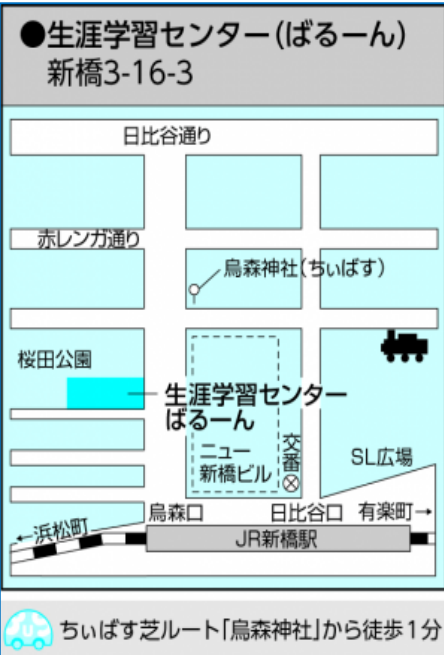 ●生涯学習センター(ばるーん)
新橋3-16-3
日比谷通り
赤レンガ通り
烏森神社(ちぃばす)
桜田公園
生涯学習センター
ばるーん
ニュー
新橋ビル
交番
SL広場
烏森口
日比谷口
有楽町→
←浜松町
JR新橋駅
ちぃばす芝ルート「烏森神社」から徒歩1分